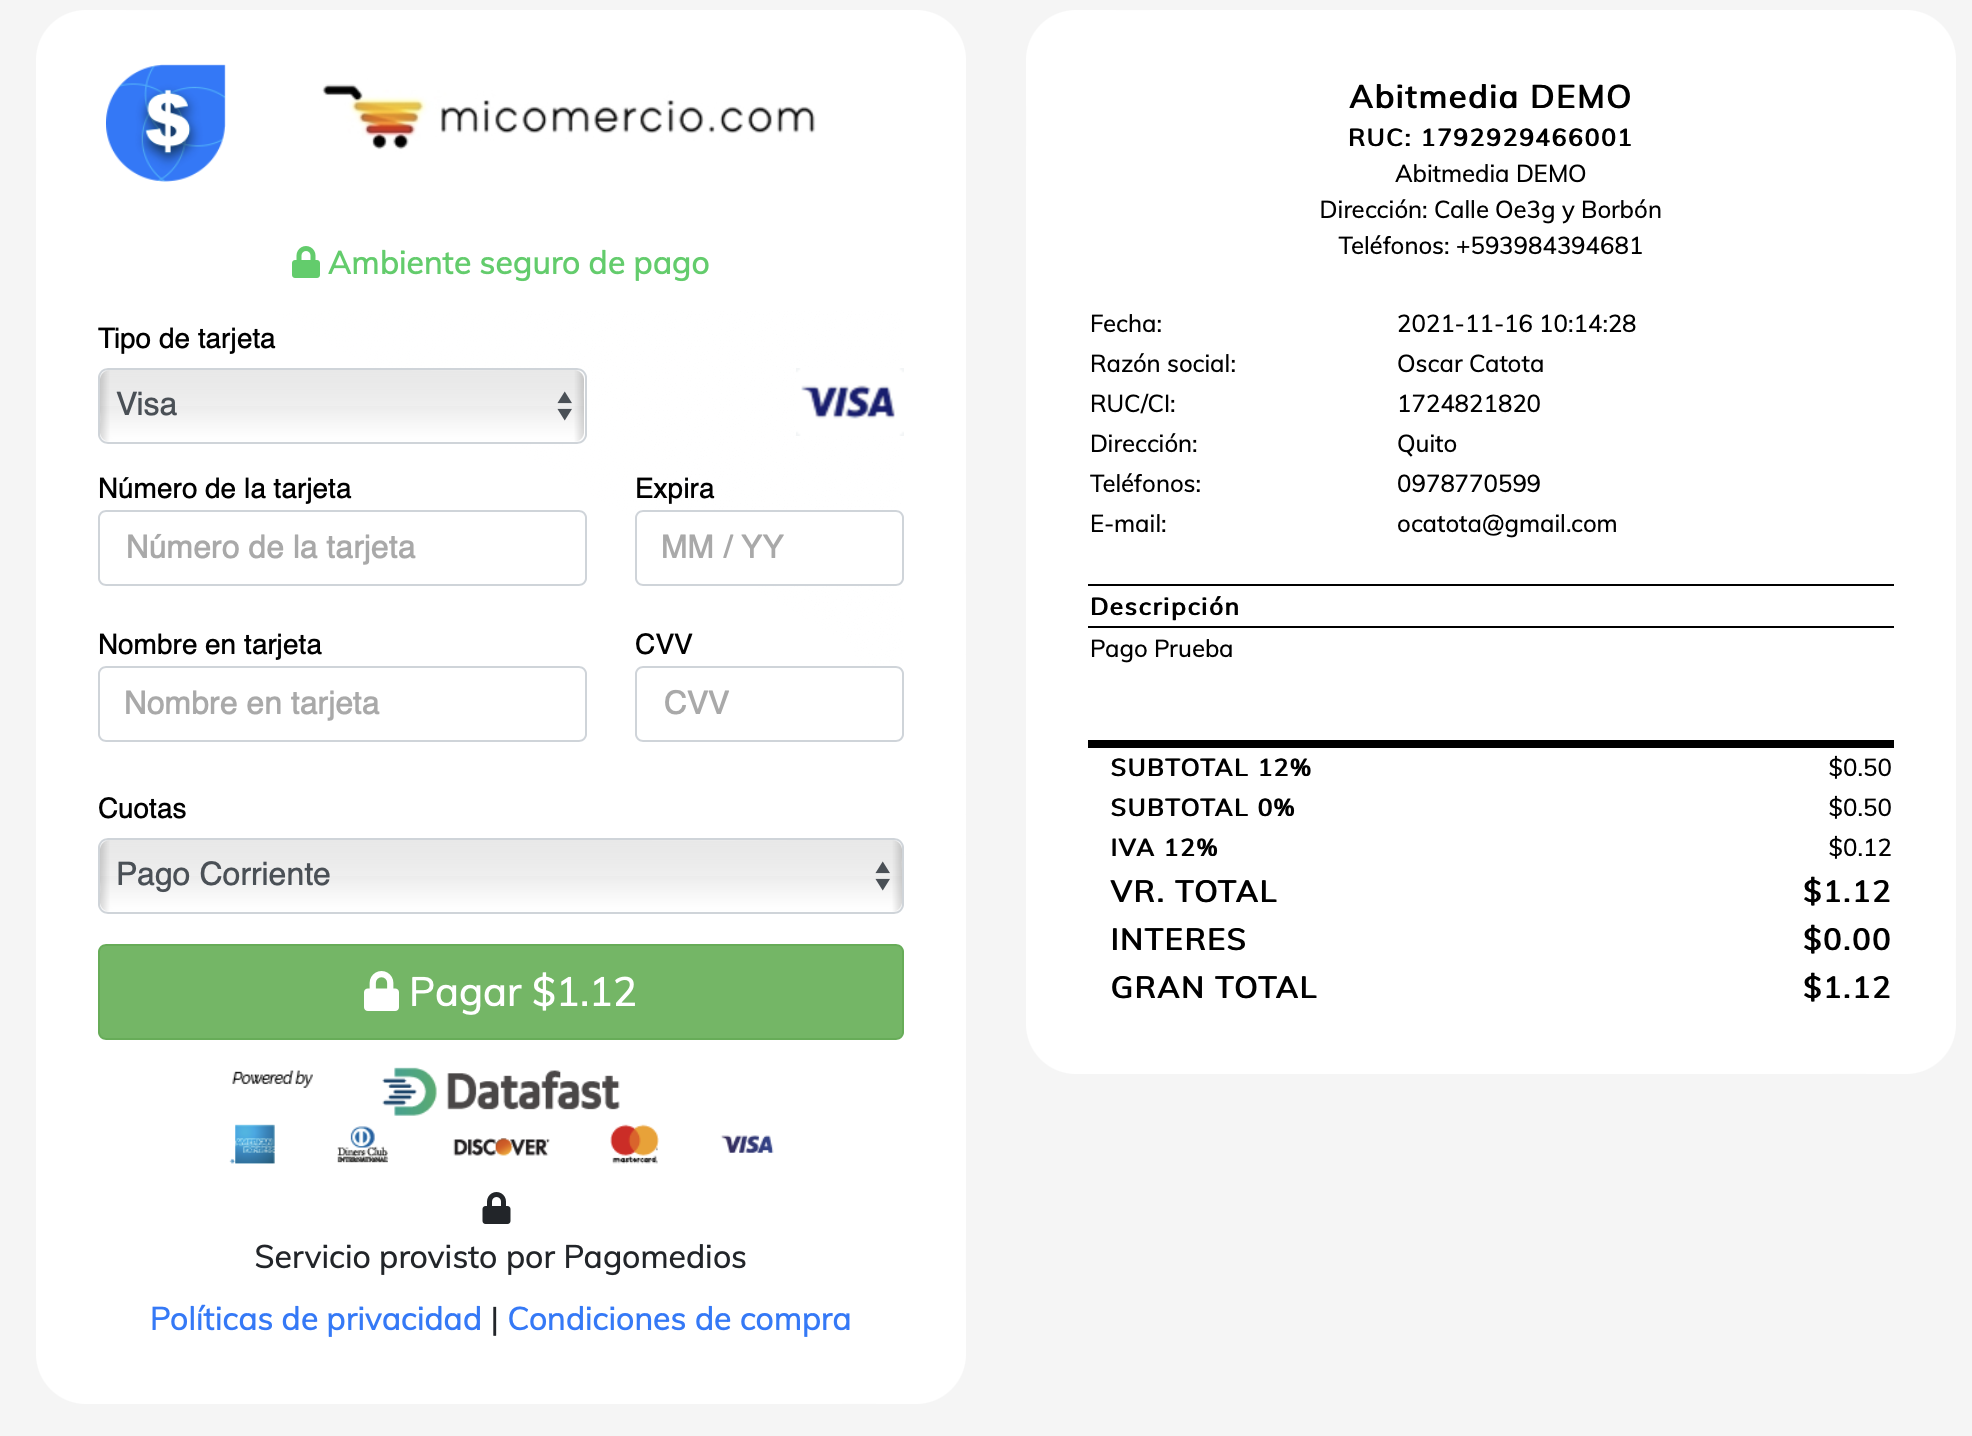 $
micomercio.com
Ambiente seguro de pago
Tipo de tarjeta
Visa
VISA
Número de la tarjeta
Expira
Número de la tarjeta
MM / YY
Nombre en tarjeta
CVV
Nombre en tarjeta
CVV
Cuotas
Pago Corriente
Pagar $1.12
Powered by
Datafast
AMERICAN EXPRESS
Diners Club
INTERNATIONAL
DISCOVER
mastercard.
VISA
Servicio provisto por Pagomedios
Políticas de privacidad | Condiciones de compra
Abitmedia DEMO
RUC: 1792929466001
Abitmedia DEMO
Dirección: Calle Oe3g y Borbón
Teléfonos: +593984394681
Fecha: 2021-11-16 10:14:28
Razón social: Oscar Catota
RUC/CI: 1724821820
Dirección: Quito
Teléfonos: 0978770599
E-mail: ocatota@gmail.com
Descripción
Pago Prueba
SUBTOTAL 12% $0.50
SUBTOTAL 0% $0.50
IVA 12% $0.12
VR. TOTAL $1.12
INTERES $0.00
GRAN TOTAL $1.12